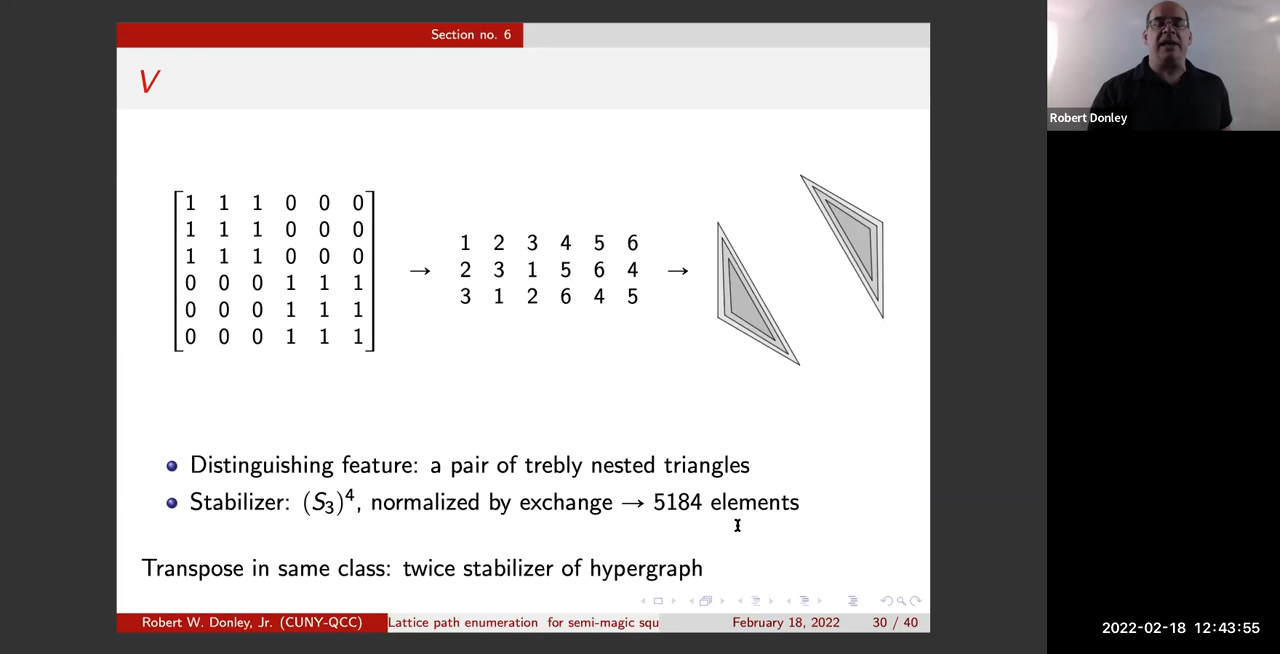 Section no. 6
V
1 1 1 0 0 0
1 1 1 0 0 0
1 1 1 0 0 0
0 0 0 1 1 1
0 0 0 1 1 1
0 0 0 1 1 1
→
1 2 3 4 5 6
2 3 1 5 6 4
3 1 2 6 4 5
→
Distinguishing feature: a pair of trebly nested triangles
Stabilizer: (S₃)⁴, normalized by exchange → 5184 elements
Transpose in same class: twice stabilizer of hypergraph
Robert W. Donley, Jr. (CUNY-QCC) Lattice path enumeration for semi-magic squ February 18, 2022 30 / 40
Robert Donley
2022-02-18 12:43:55